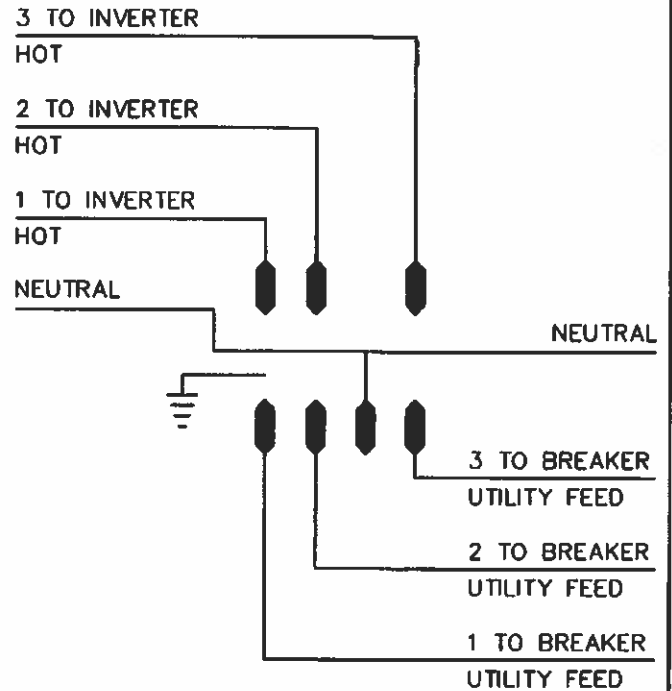 3 TO INVERTER
HOT
2 TO INVERTER
HOT
1 TO INVERTER
HOT
NEUTRAL
NEUTRAL
3 TO BREAKER
UTILITY FEED
2 TO BREAKER
UTILITY FEED
1 TO BREAKER
UTILITY FEED